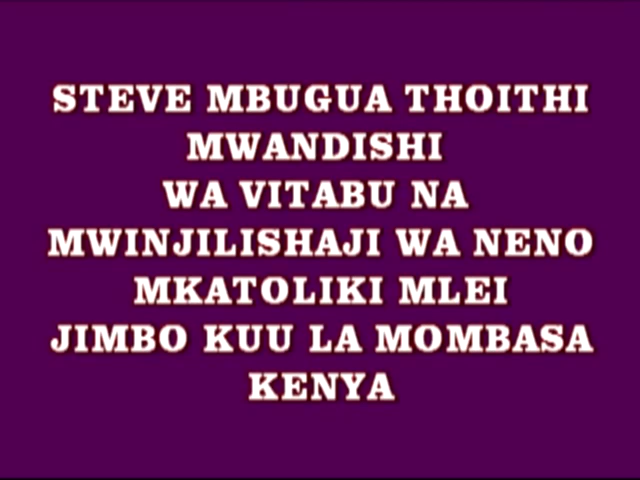 STEVE MBUGUA THOITHI
MWANDISHI
WA VITABU NA
MWINJILISHAJI WA NENO
MKATOLIKI MLEI
JIMBO KUU LA MOMBASA
KENYA